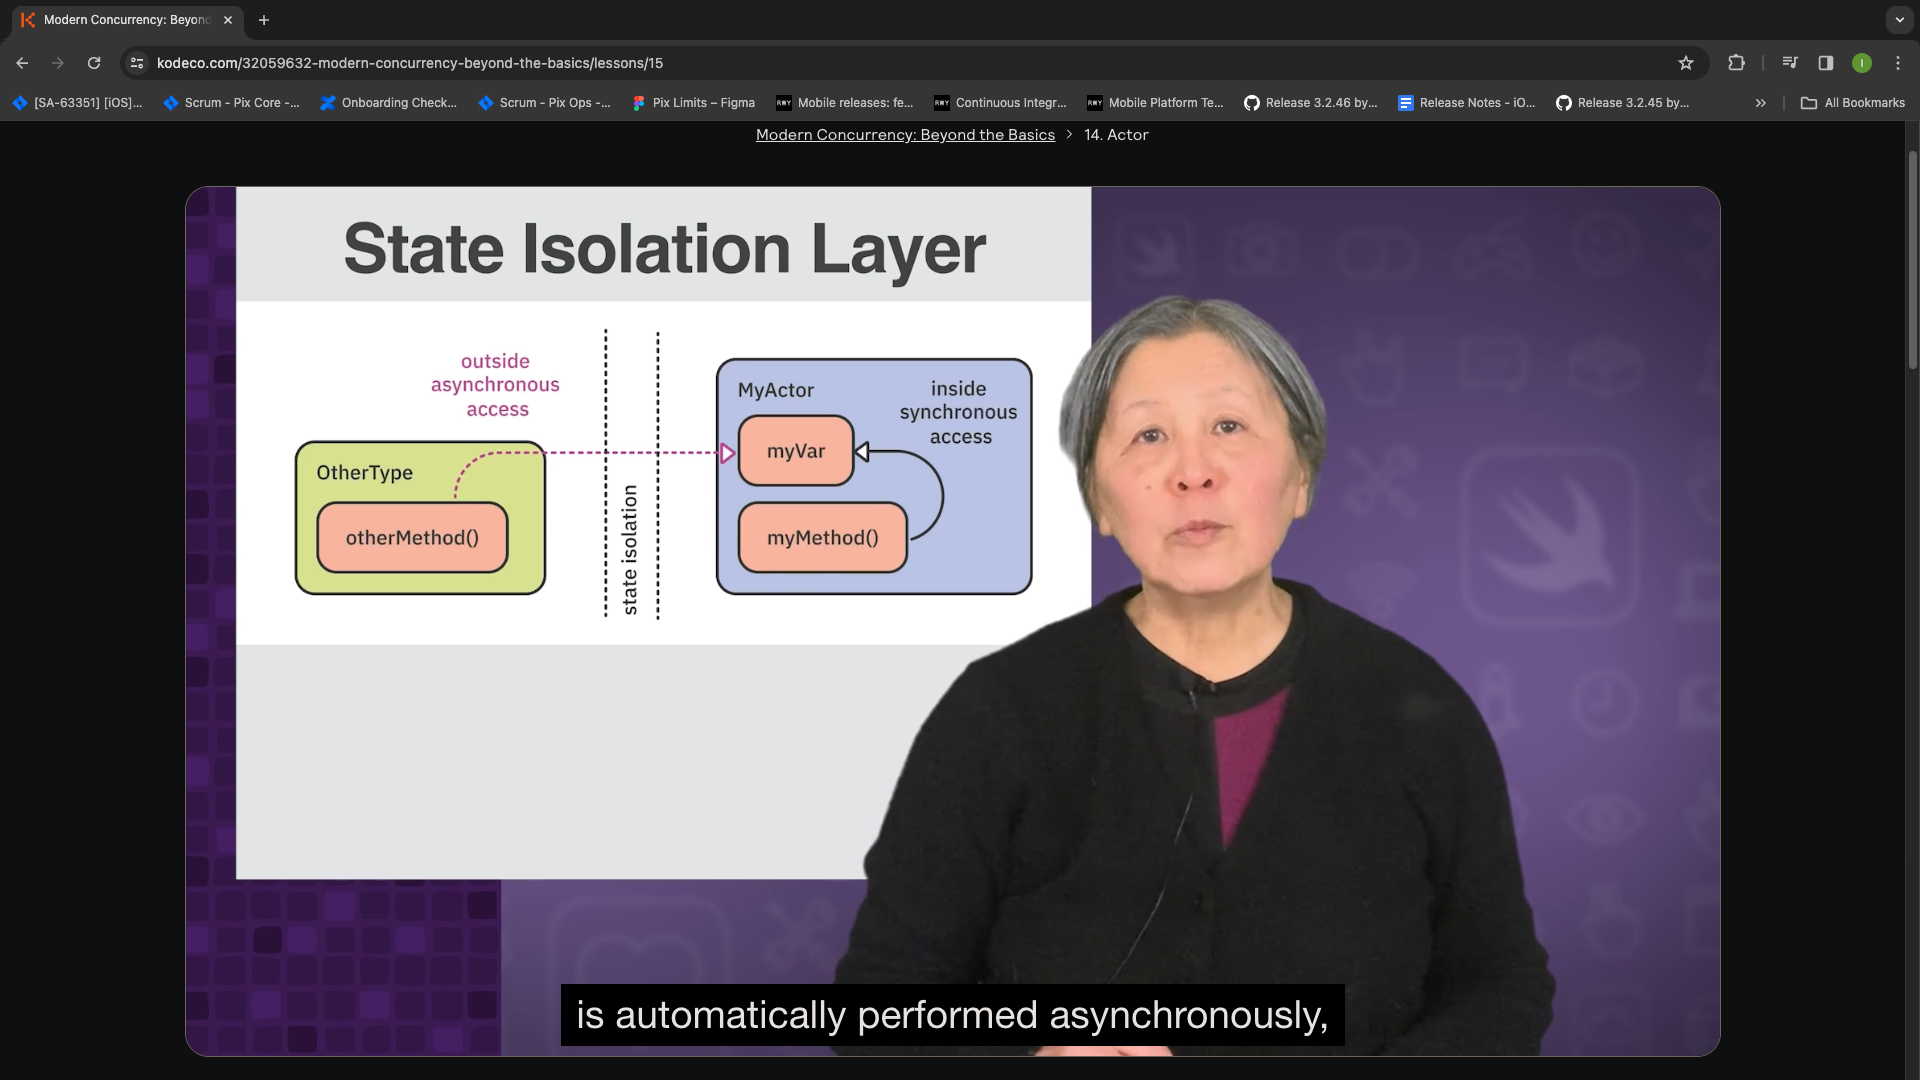 Modern Concurrency: Beyond
kodeco.com/32059632-modern-concurrency-beyond-the-basics/lessons/15
[SA-63351] [iOS]...
Scrum - Pix Core -...
Onboarding Check...
Scrum - Pix Ops -...
Pix Limits – Figma
RWY
Mobile releases: fe...
RWY
Continuous Integr...
RWY
Mobile Platform Te...
Release 3.2.46 by...
Release Notes - iO...
Release 3.2.45 by...
»
All Bookmarks
Modern Concurrency: Beyond the Basics > 14. Actor
State Isolation Layer
outside
asynchronous
access
OtherType
otherMethod()
state isolation
MyActor
inside
synchronous
access
myVar
myMethod()
is automatically performed asynchronously,